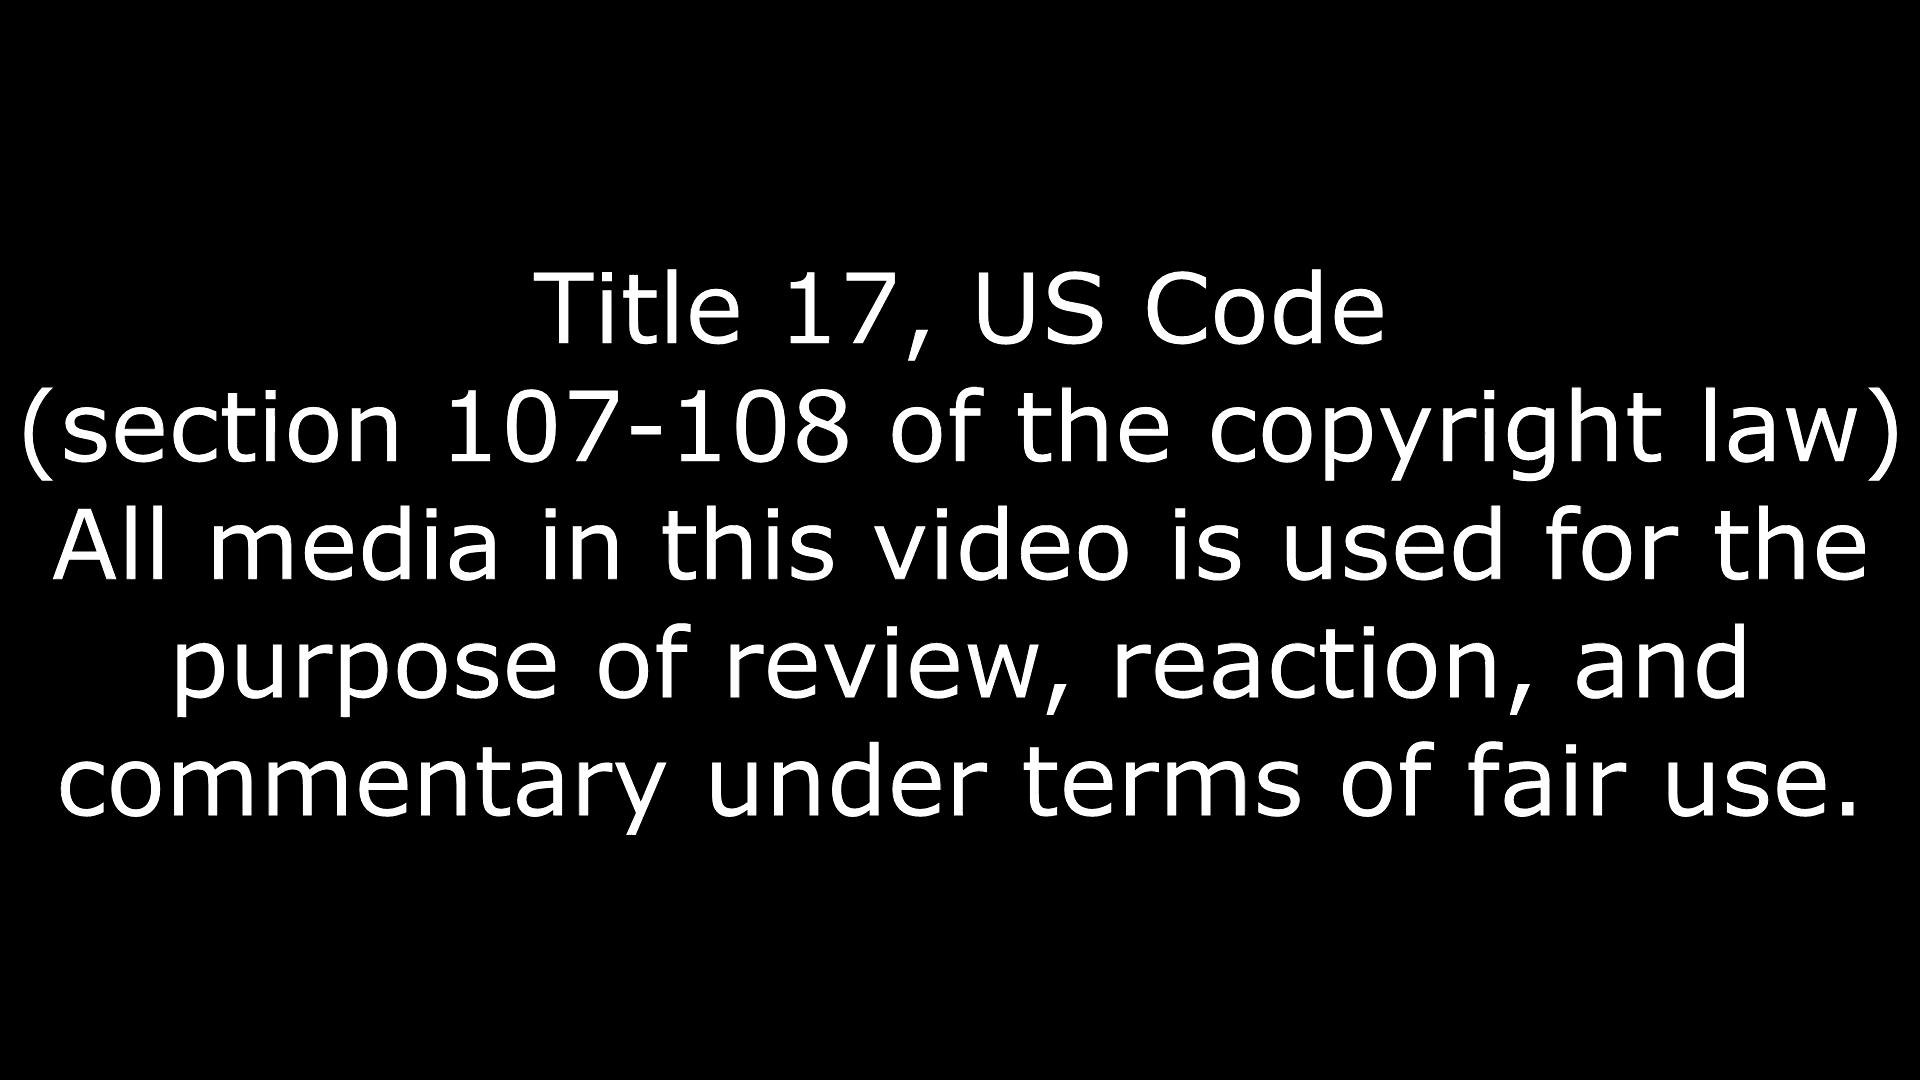 Title 17, US Code
(section 107-108 of the copyright law)
All media in this video is used for the
purpose of review, reaction, and
commentary under terms of fair use.